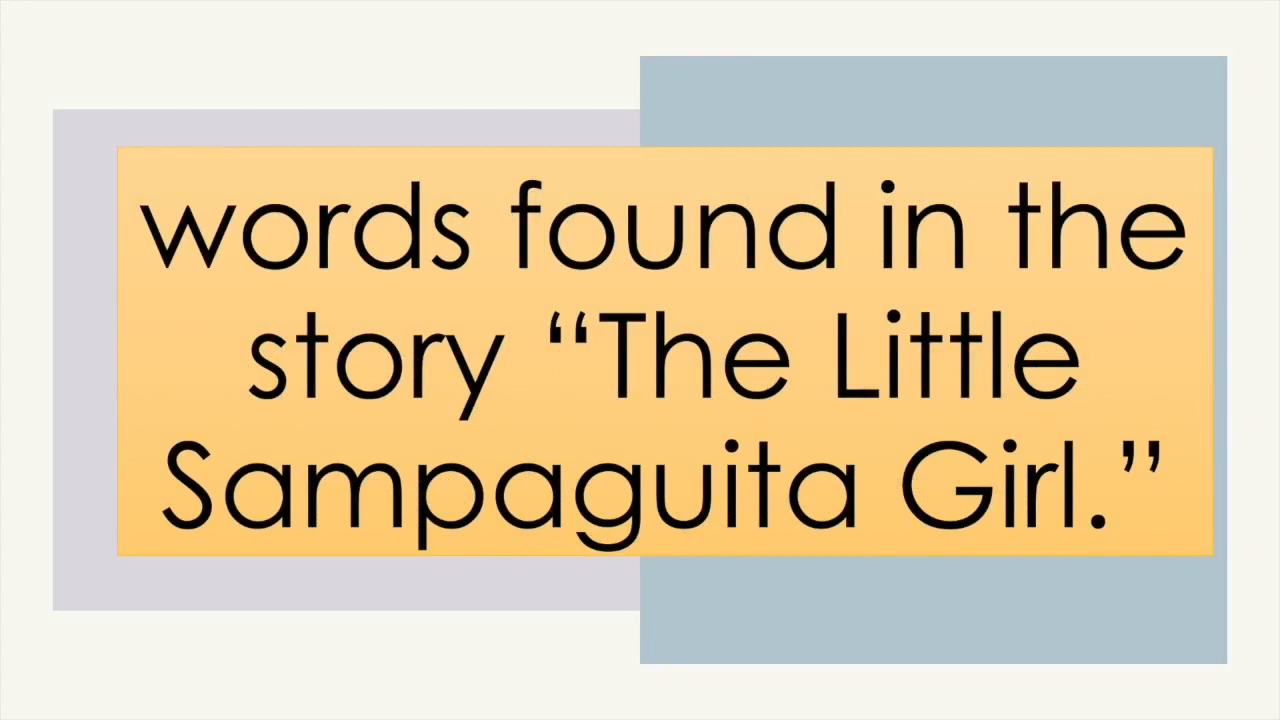 words found in the
story “The Little
Sampaguita Girl.”